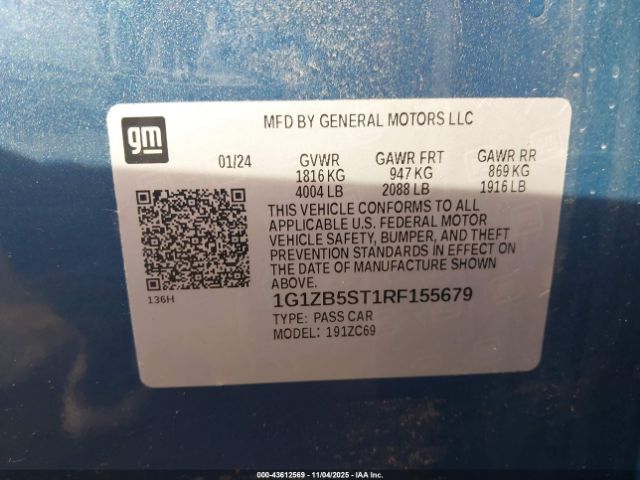 gm
MFD BY GENERAL MOTORS LLC
01/24 GVWR GAWR FRT GAWR RR
1816 KG 947 KG 869 KG
4004 LB 2088 LB 1916 LB
THIS VEHICLE CONFORMS TO ALL
APPLICABLE U.S. FEDERAL MOTOR
VEHICLE SAFETY, BUMPER, AND THEFT
PREVENTION STANDARDS IN EFFECT ON
THE DATE OF MANUFACTURE SHOWN
ABOVE.
136H
1G1ZB5ST1RF155679
TYPE: PASS CAR
MODEL: 191ZC69
000-43612569 - 11/04/2025 - IAA Inc.